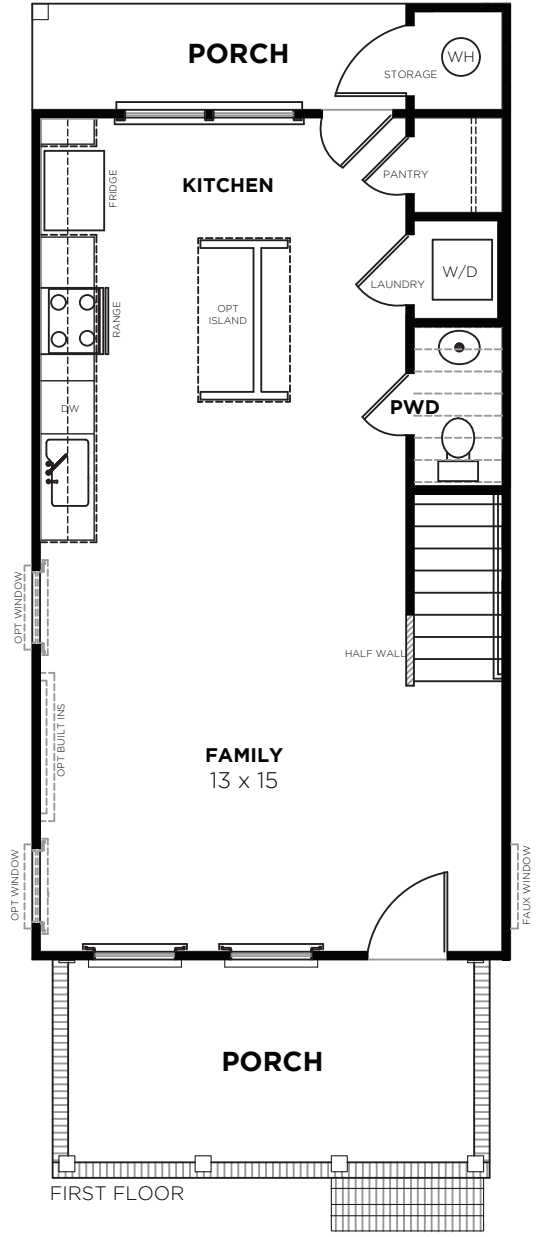 PORCH
WH
STORAGE
KITCHEN
FRIDGE
PANTRY
LAUNDRY
W/D
OPT
ISLAND
RANGE
DW
PWD
OPT WINDOW
HALF WALL
OPT BUILT INS
FAMILY
13 x 15
OPT WINDOW
FAUX WINDOW
PORCH
FIRST FLOOR